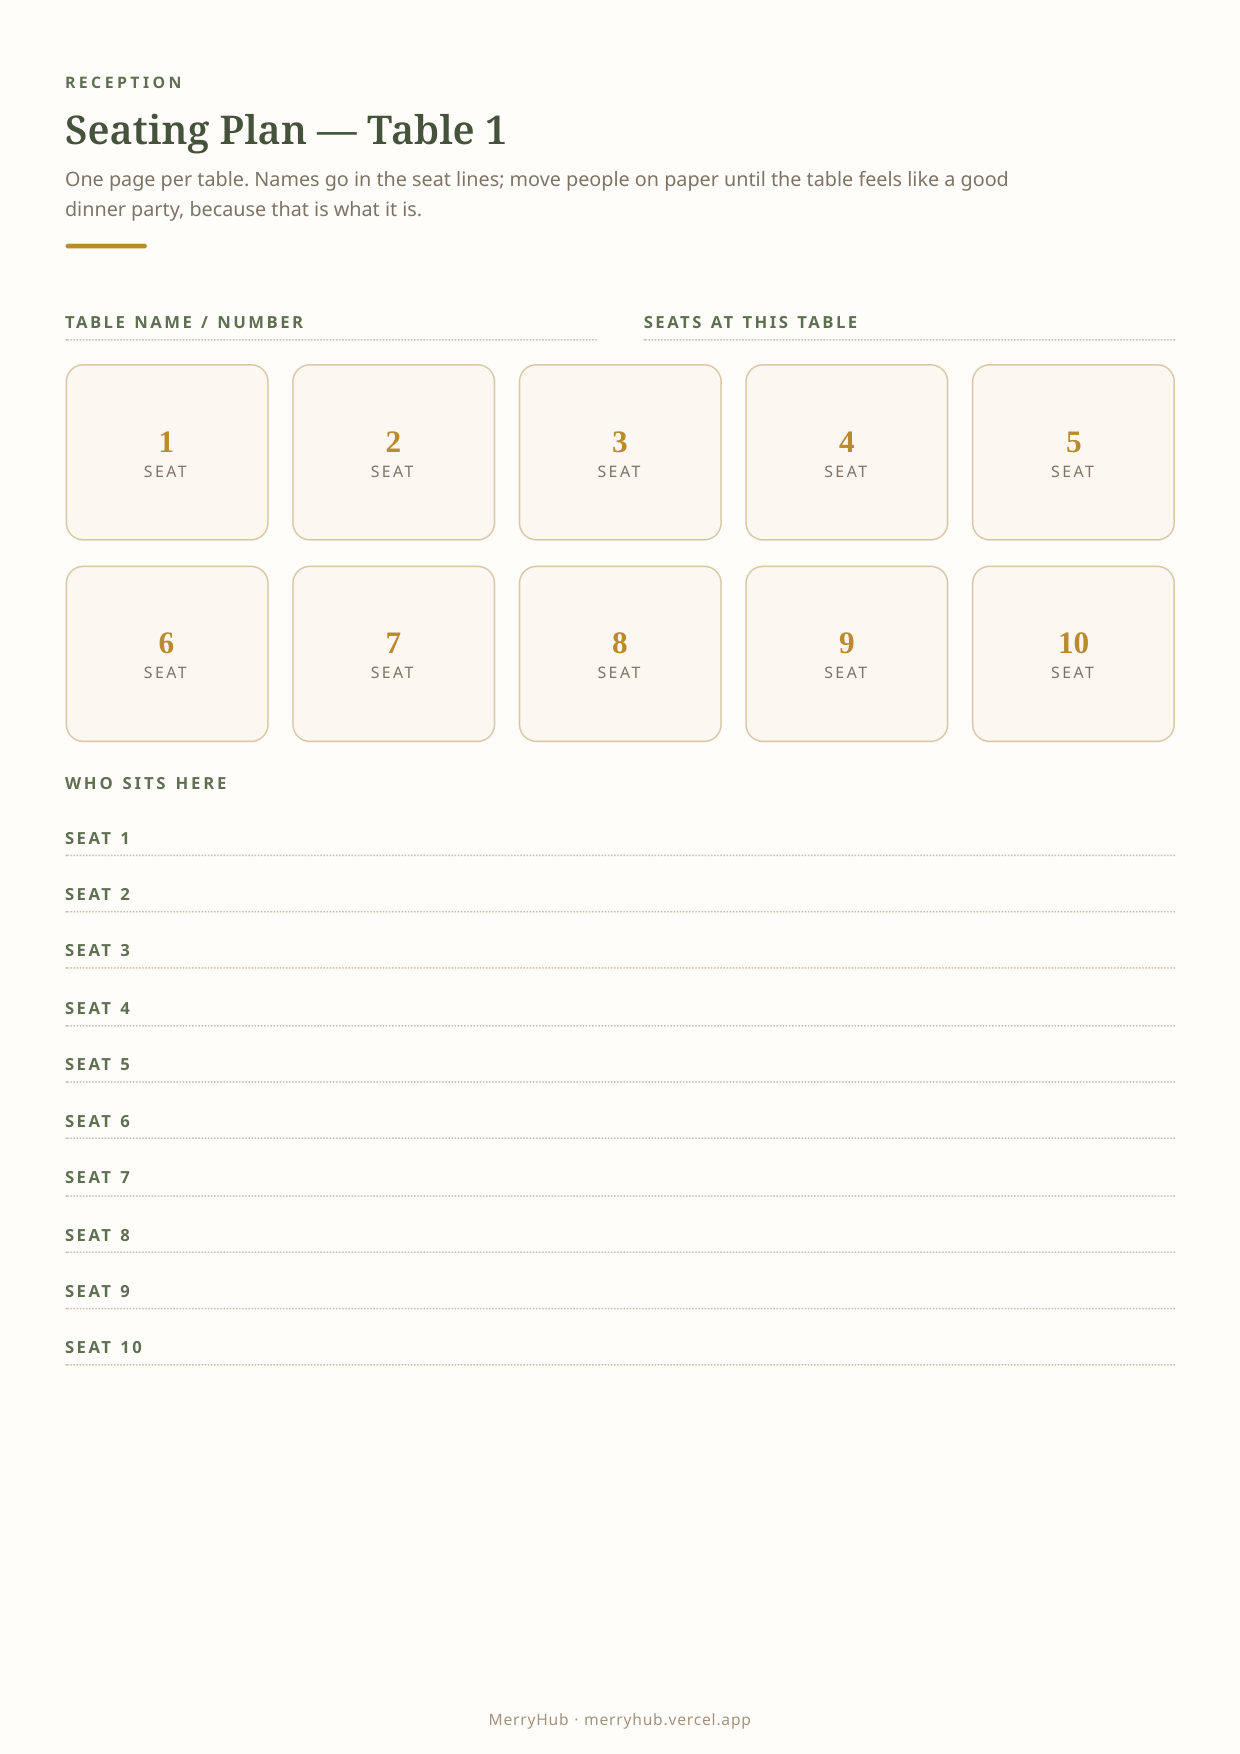 RECEPTION
Seating Plan — Table 1
One page per table. Names go in the seat lines; move people on paper until the table feels like a good
dinner party, because that is what it is.
TABLE NAME / NUMBER
SEATS AT THIS TABLE
1
SEAT
2
SEAT
3
SEAT
4
SEAT
5
SEAT
6
SEAT
7
SEAT
8
SEAT
9
SEAT
10
SEAT
WHO SITS HERE
SEAT 1
SEAT 2
SEAT 3
SEAT 4
SEAT 5
SEAT 6
SEAT 7
SEAT 8
SEAT 9
SEAT 10
MerryHub · merryhub.vercel.app